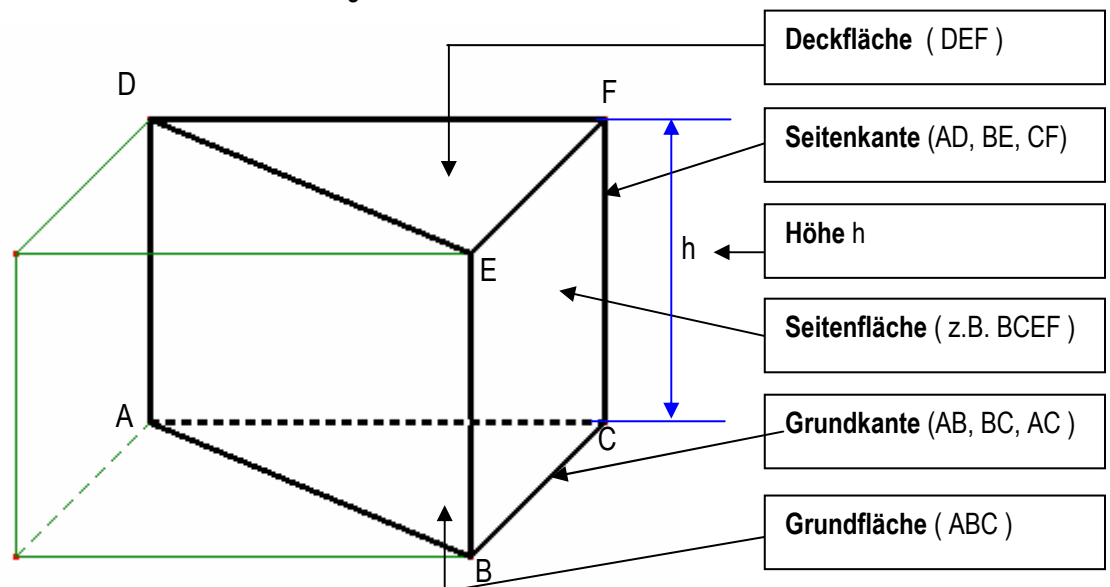 Deckfläche ( DEF )
D
F
Seitenkante (AD, BE, CF)
Höhe h
h
E
Seitenfläche ( z.B. BCEF )
A
Grundkante (AB, BC, AC )
C
Grundfläche ( ABC )
B